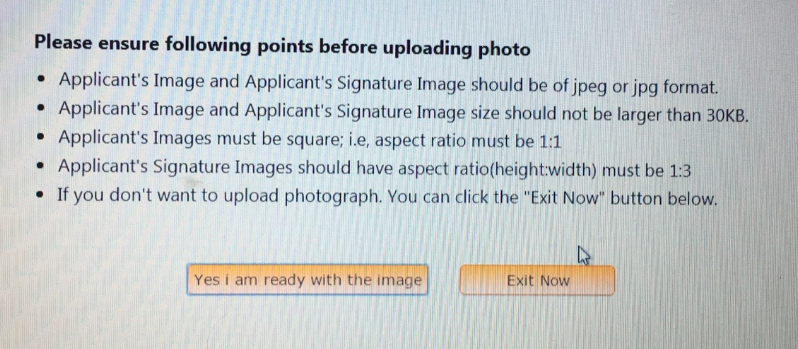 Please ensure following points before uploading photo
• Applicant's Image and Applicant's Signature Image should be of jpeg or jpg format.
• Applicant's Image and Applicant's Signature Image size should not be larger than 30KB.
• Applicant's Images must be square; i.e, aspect ratio must be 1:1
• Applicant's Signature Images should have aspect ratio(height:width) must be 1:3
• If you don't want to upload photograph. You can click the "Exit Now" button below.
Yes i am ready with the image
Exit Now